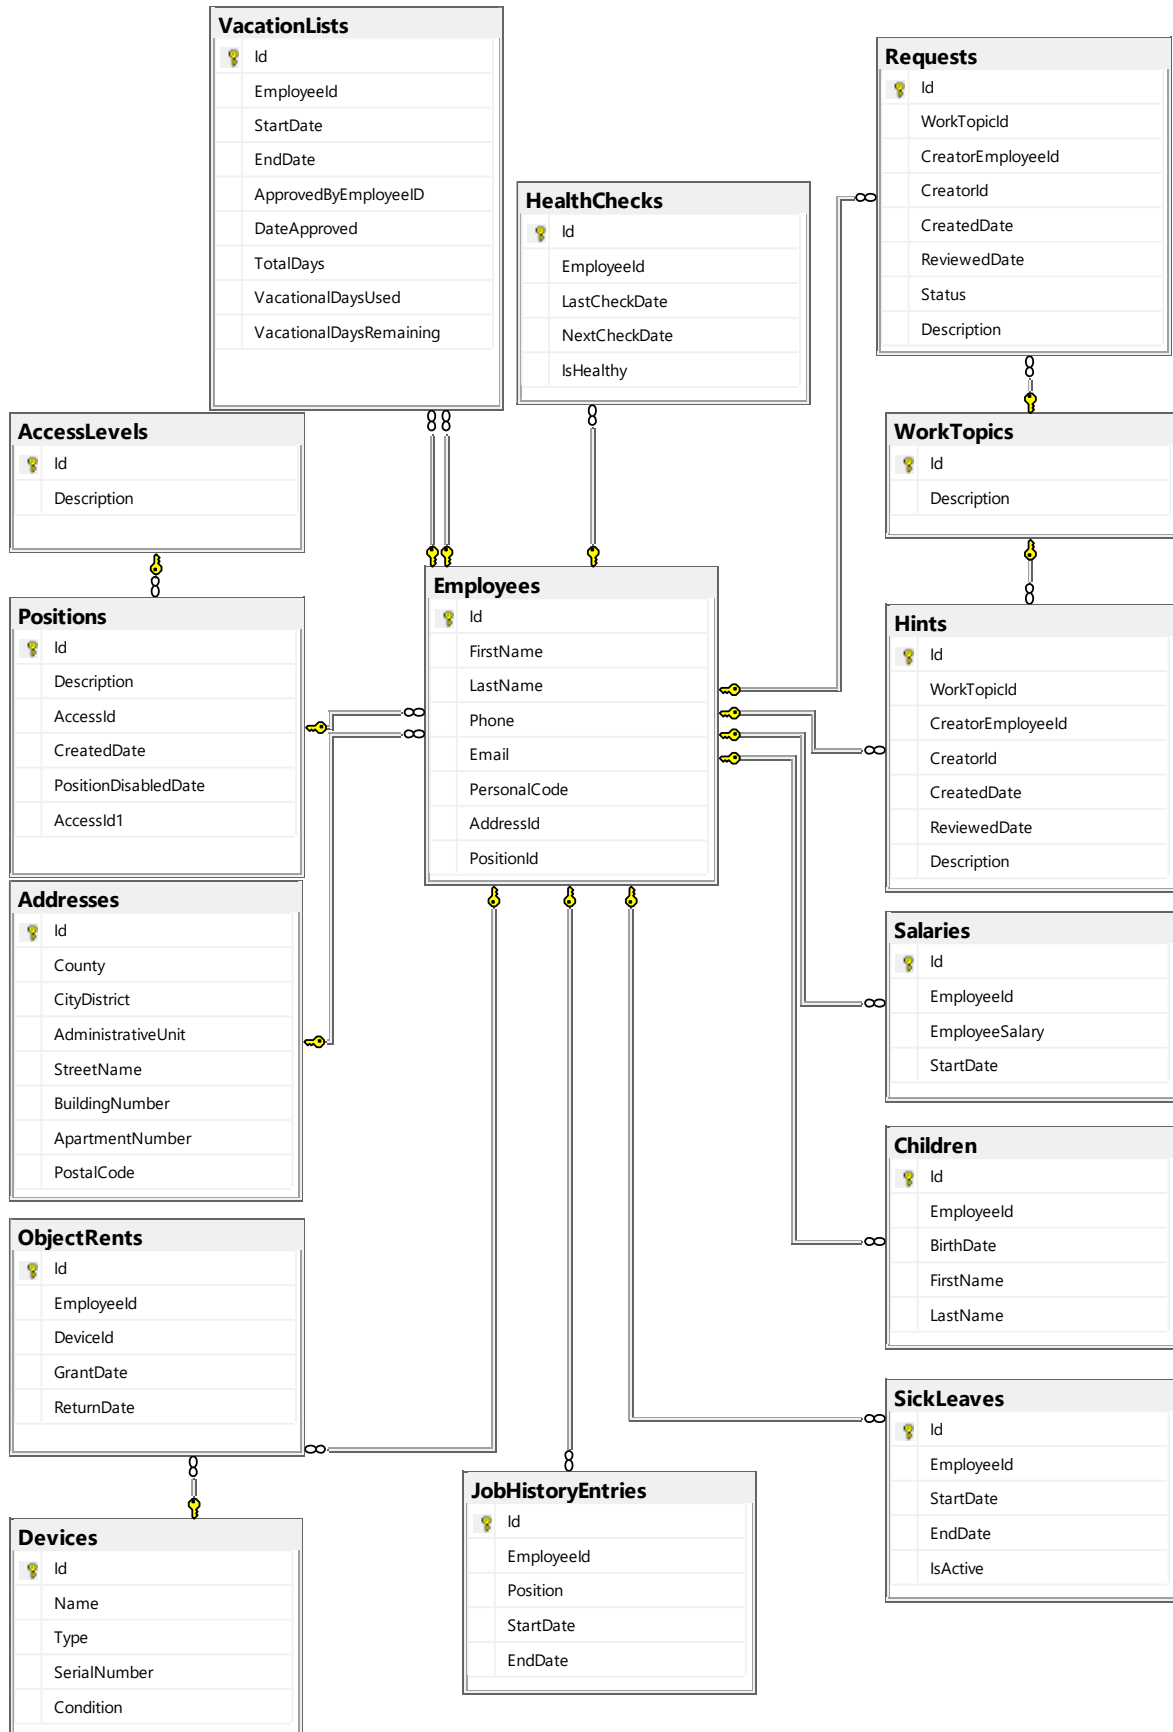 VacationLists
Id
EmployeeId
StartDate
EndDate
ApprovedByEmployeeID
DateApproved
TotalDays
VacationalDaysUsed
VacationalDaysRemaining
HealthChecks
Id
EmployeeId
LastCheckDate
NextCheckDate
IsHealthy
Requests
Id
WorkTopicId
CreatorEmployeeId
CreatorId
CreatedDate
ReviewedDate
Status
Description
AccessLevels
Id
Description
WorkTopics
Id
Description
Positions
Id
Description
AccessId
CreatedDate
PositionDisabledDate
AccessId1
Employees
Id
FirstName
LastName
Phone
Email
PersonalCode
AddressId
PositionId
Hints
Id
WorkTopicId
CreatorEmployeeId
CreatorId
CreatedDate
ReviewedDate
Description
Addresses
Id
County
CityDistrict
AdministrativeUnit
StreetName
BuildingNumber
ApartmentNumber
PostalCode
Salaries
Id
EmployeeId
EmployeeSalary
StartDate
Children
Id
EmployeeId
BirthDate
FirstName
LastName
ObjectRents
Id
EmployeeId
DeviceId
GrantDate
ReturnDate
SickLeaves
Id
EmployeeId
StartDate
EndDate
IsActive
JobHistoryEntries
Id
EmployeeId
Position
StartDate
EndDate
Devices
Id
Name
Type
SerialNumber
Condition